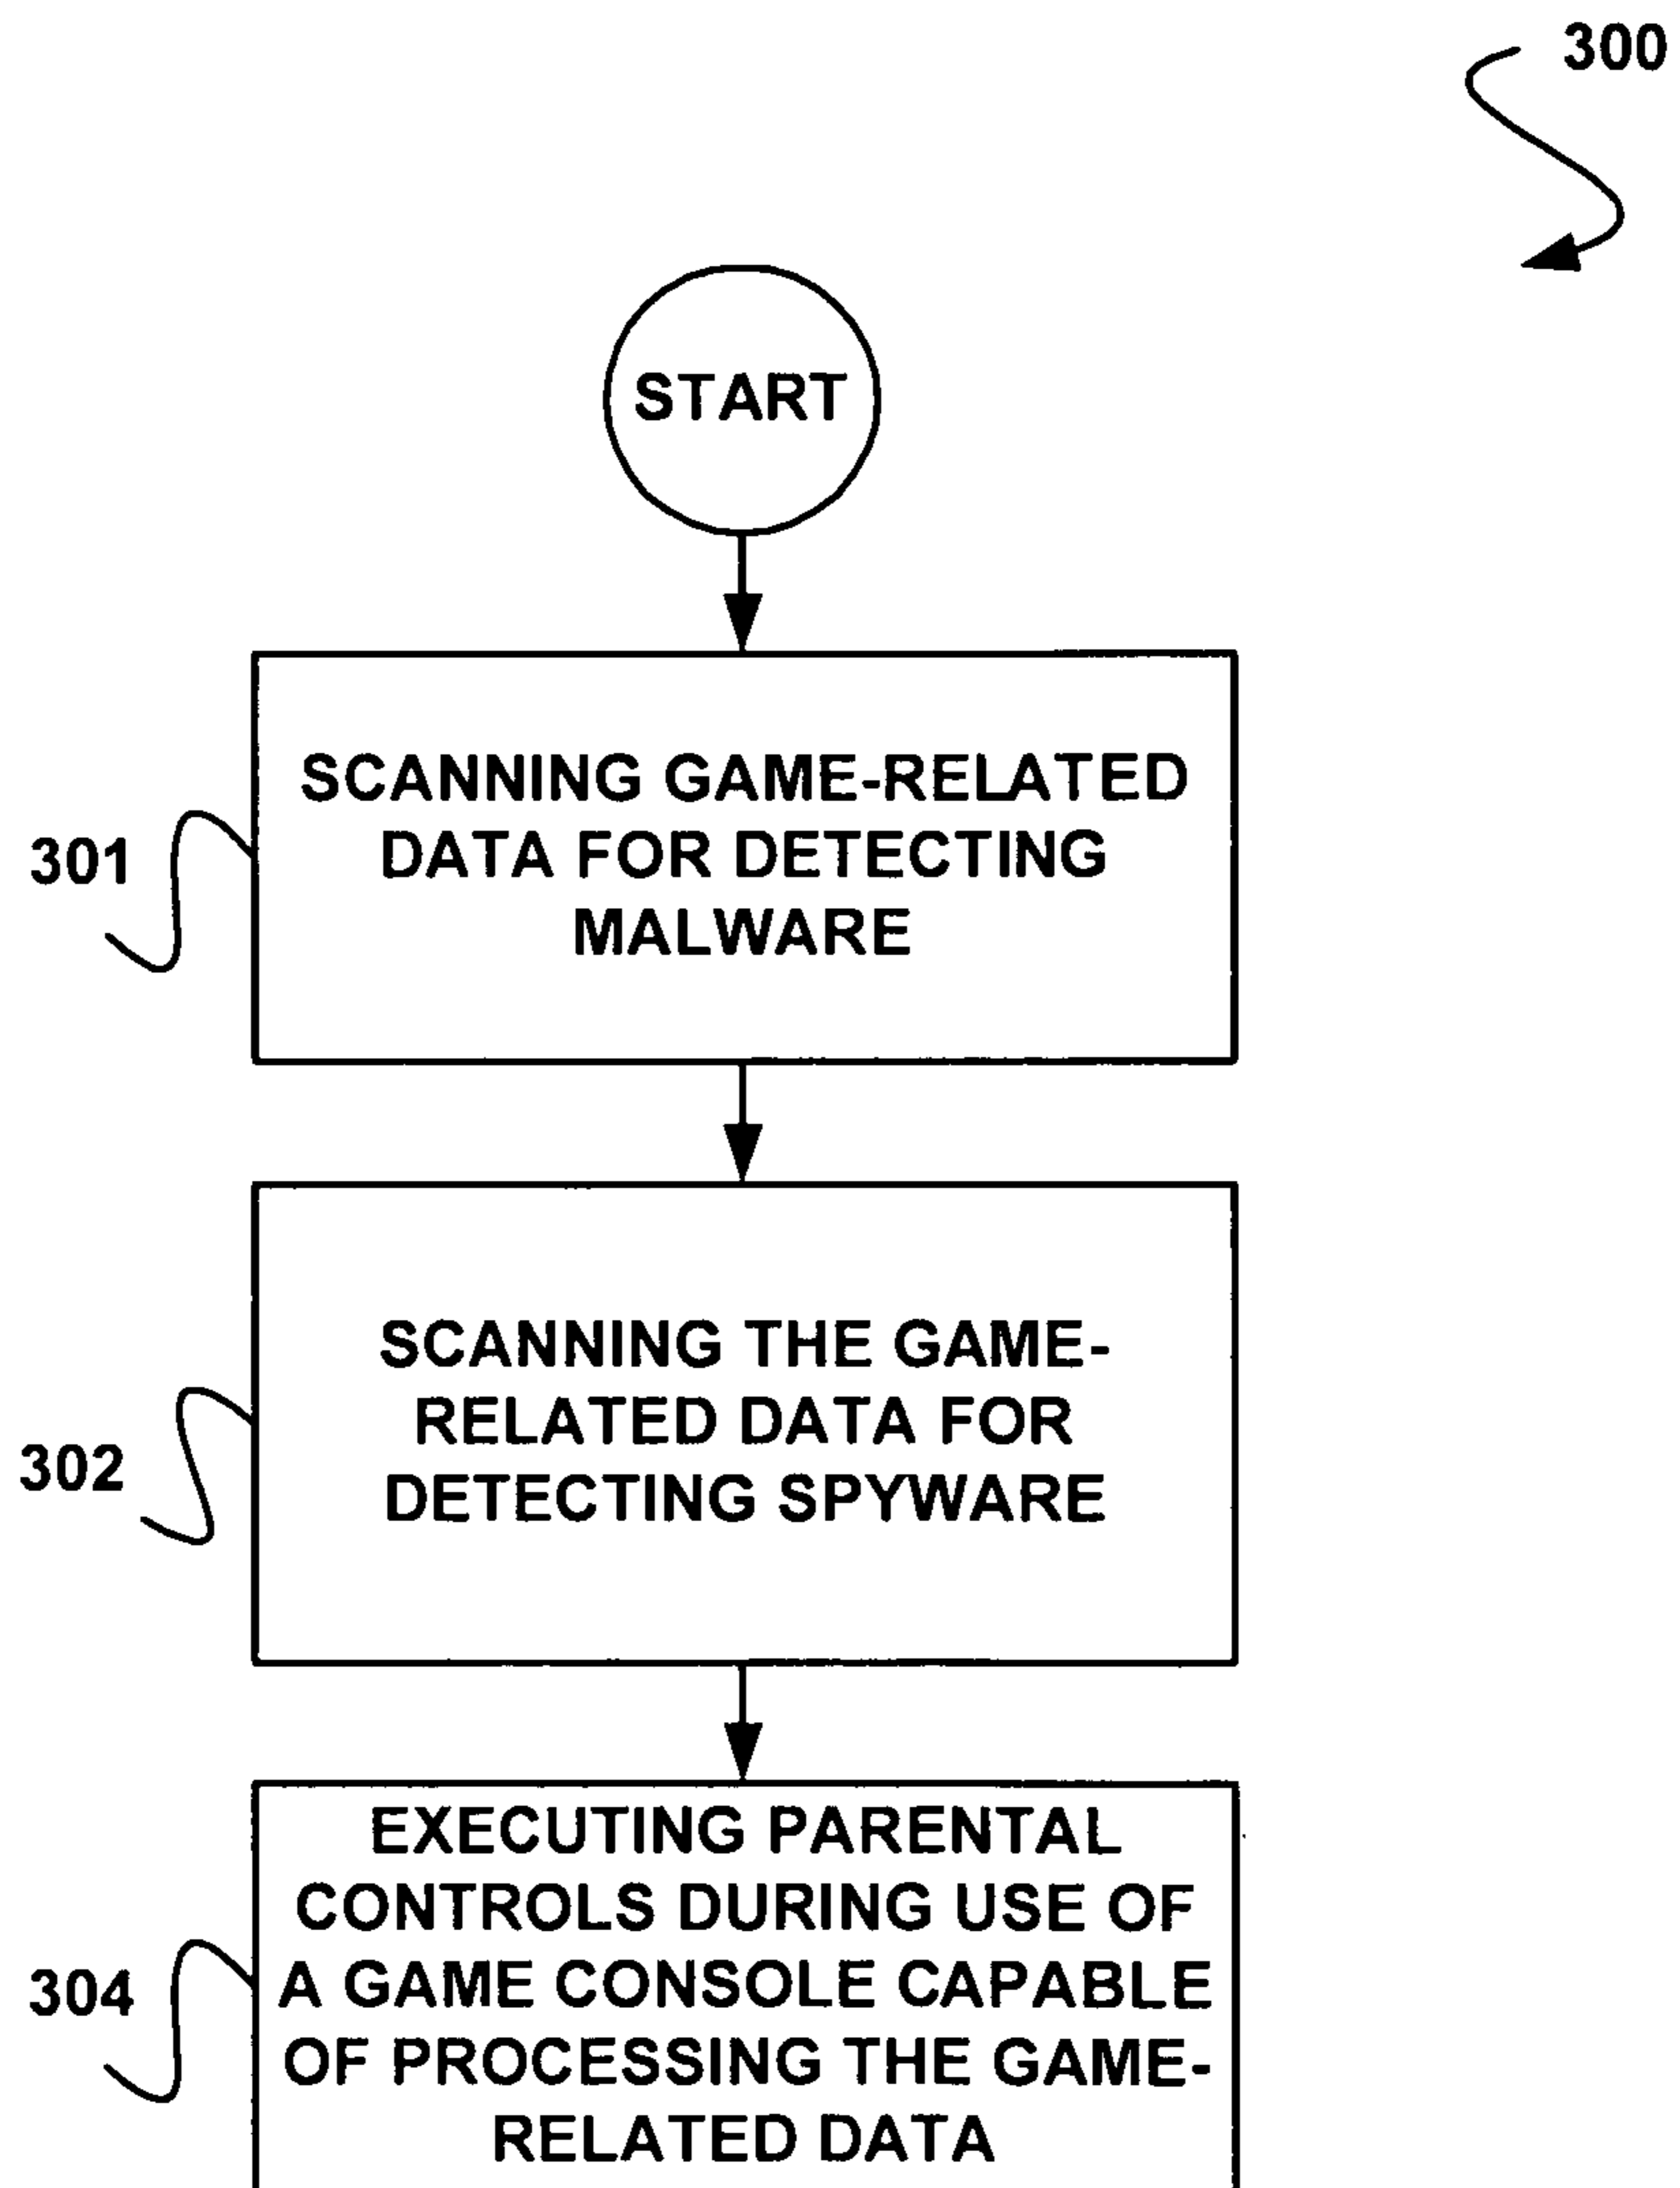 300
START
SCANNING GAME-RELATED
DATA FOR DETECTING
MALWARE
301
SCANNING THE GAME-
RELATED DATA FOR
DETECTING SPYWARE
302
EXECUTING PARENTAL
CONTROLS DURING USE OF
A GAME CONSOLE CAPABLE
OF PROCESSING THE GAME-
RELATED DATA
304